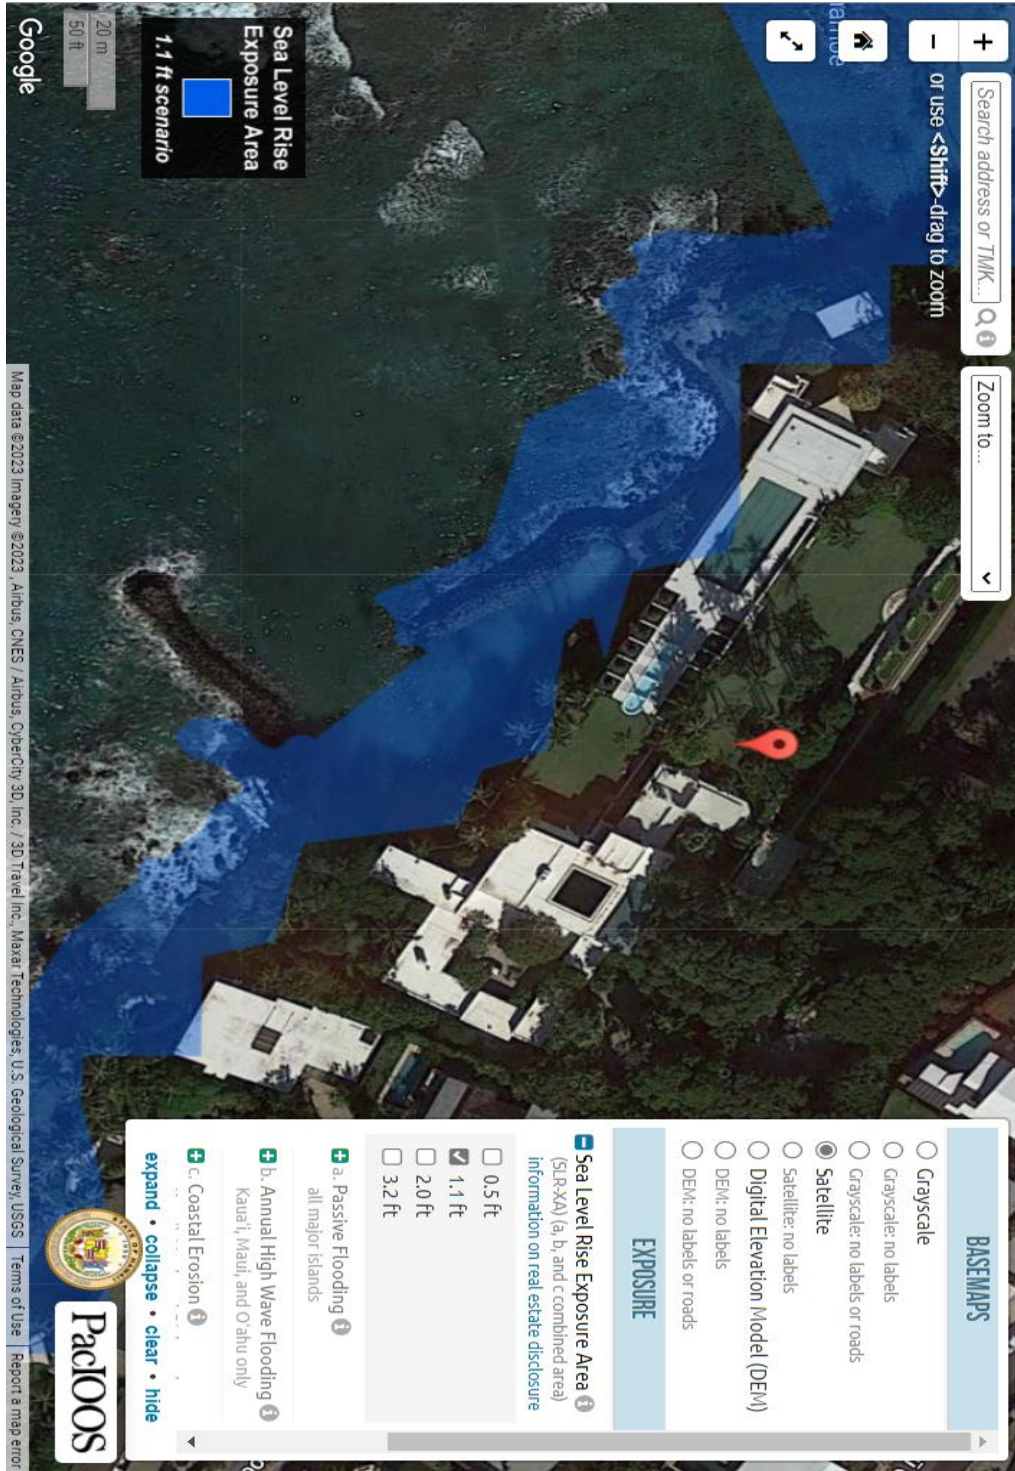 +
−
Search address or TMK...
Zoom to...
or use <Shift>-drag to zoom
BASEMAPS
Grayscale
Grayscale: no labels
Grayscale: no labels or roads
Satellite
Satellite: no labels
Digital Elevation Model (DEM)
DEM: no labels
DEM: no labels or roads
EXPOSURE
Sea Level Rise Exposure Area
(SLR-XA) (a, b, and c combined area)
information on real estate disclosure
0.5 ft
1.1 ft
2.0 ft
3.2 ft
a. Passive Flooding
all major islands
b. Annual High Wave Flooding
Kauaʻi, Maui, and Oʻahu only
c. Coastal Erosion
expand • collapse • clear • hide
Sea Level Rise
Exposure Area
1.1 ft scenario
20 m
50 ft
Google
PacIOOS
Map data ©2023 Imagery ©2023 , Airbus, CNES / Airbus, CyberCity 3D, Inc. / 3D Travel Inc., Maxar Technologies, U.S. Geological Survey, USGS
Terms of Use
Report a map error